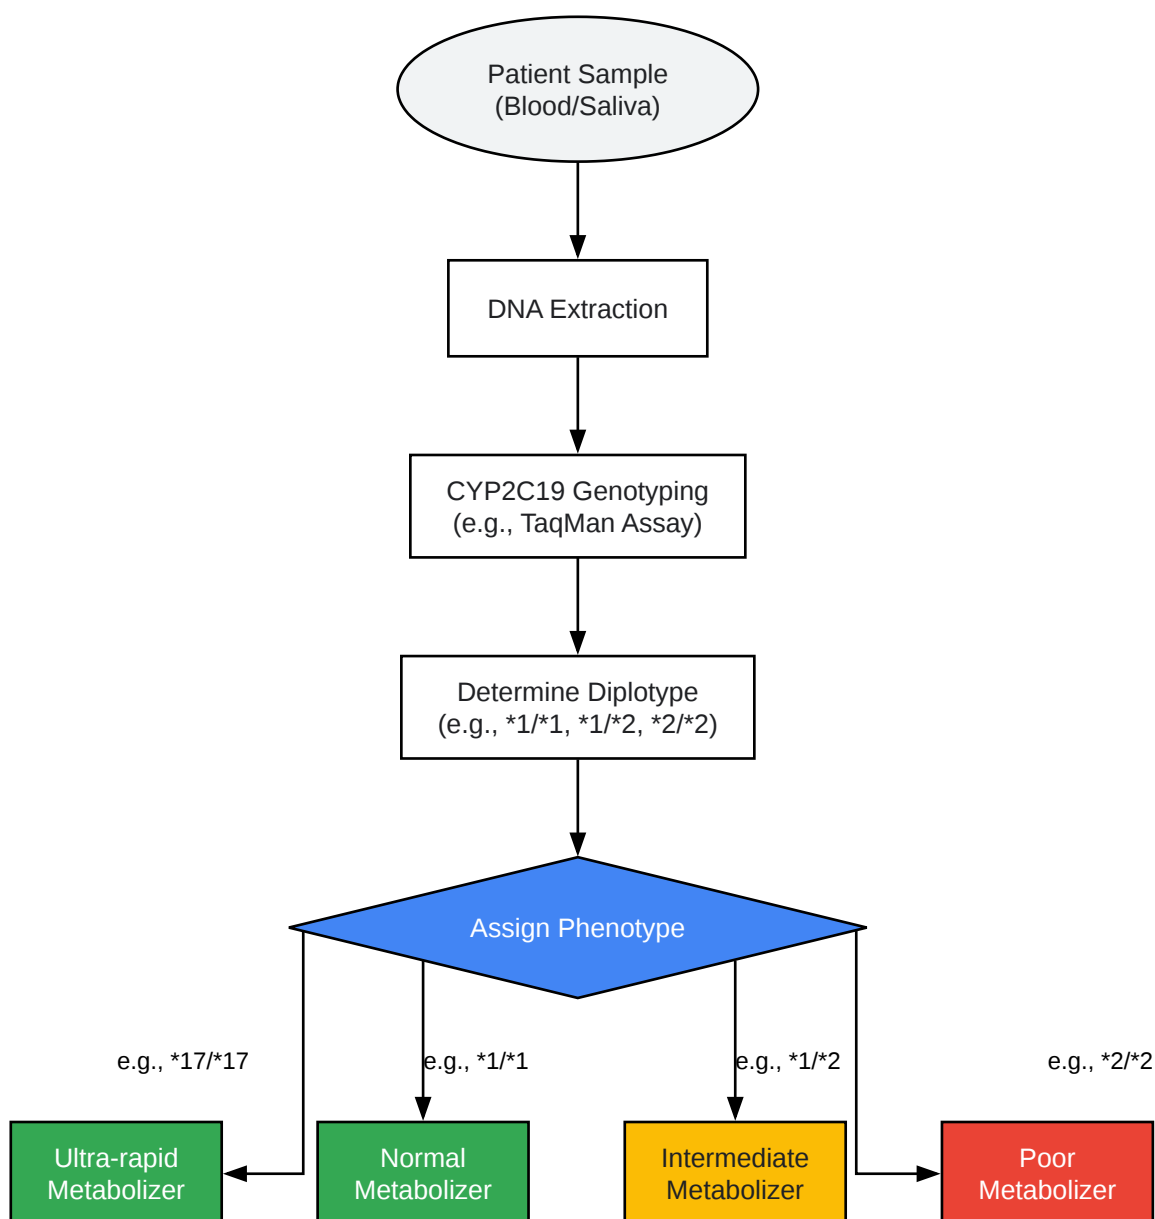 Patient Sample
(Blood/Saliva)
DNA Extraction
CYP2C19 Genotyping
(e.g., TaqMan Assay)
Determine Diplotype
(e.g., *1/*1, *1/*2, *2/*2)
Assign Phenotype
e.g., *17/*17
e.g., *1/*1
e.g., *1/*2
e.g., *2/*2
Ultra-rapid
Metabolizer
Normal
Metabolizer
Intermediate
Metabolizer
Poor
Metabolizer